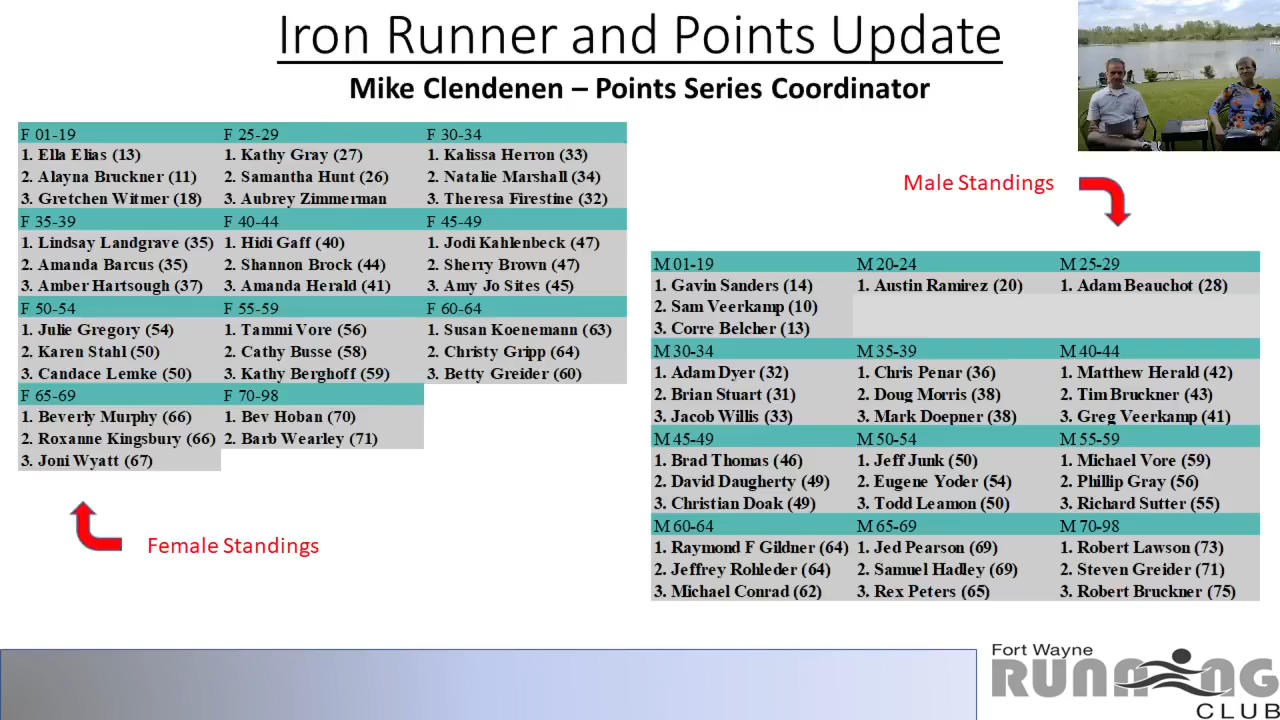 Iron Runner and Points Update
Mike Clendenen – Points Series Coordinator
F 01-19 F 25-29 F 30-34
1. Ella Elias (13) 1. Kathy Gray (27) 1. Kalissa Herron (33)
2. Alayna Bruckner (11) 2. Samantha Hunt (26) 2. Natalie Marshall (34)
3. Gretchen Witmer (18) 3. Aubrey Zimmerman 3. Theresa Firestine (32)
F 35-39 F 40-44 F 45-49
1. Lindsay Landgrave (35) 1. Hidi Gaff (40) 1. Jodi Kahlenbeck (47)
2. Amanda Barcus (35) 2. Shannon Brock (44) 2. Sherry Brown (47)
3. Amber Hartsough (37) 3. Amanda Herald (41) 3. Amy Jo Sites (45)
F 50-54 F 55-59 F 60-64
1. Julie Gregory (54) 1. Tammi Vore (56) 1. Susan Koenemann (63)
2. Karen Stahl (50) 2. Cathy Busse (58) 2. Christy Gripp (64)
3. Candace Lemke (50) 3. Kathy Berghoff (59) 3. Betty Greider (60)
F 65-69 F 70-98
1. Beverly Murphy (66) 1. Bev Hoban (70)
2. Roxanne Kingsbury (66) 2. Barb Wearley (71)
3. Joni Wyatt (67)
Female Standings
Male Standings
M 01-19 M 20-24 M 25-29
1. Gavin Sanders (14) 1. Austin Ramirez (20) 1. Adam Beauchot (28)
2. Sam Veerkamp (10)
3. Corre Belcher (13)
M 30-34 M 35-39 M 40-44
1. Adam Dyer (32) 1. Chris Penar (36) 1. Matthew Herald (42)
2. Brian Stuart (31) 2. Doug Morris (38) 2. Tim Bruckner (43)
3. Jacob Willis (33) 3. Mark Doepner (38) 3. Greg Veerkamp (41)
M 45-49 M 50-54 M 55-59
1. Brad Thomas (46) 1. Jeff Junk (50) 1. Michael Vore (59)
2. David Daugherty (49) 2. Eugene Yoder (54) 2. Phillip Gray (56)
3. Christian Doak (49) 3. Todd Leamon (50) 3. Richard Sutter (55)
M 60-64 M 65-69 M 70-98
1. Raymond F Gildner (64) 1. Jed Pearson (69) 1. Robert Lawson (73)
2. Jeffrey Rohleder (64) 2. Samuel Hadley (69) 2. Steven Greider (71)
3. Michael Conrad (62) 3. Rex Peters (65) 3. Robert Bruckner (75)
Fort Wayne
RUNNING
CLUB